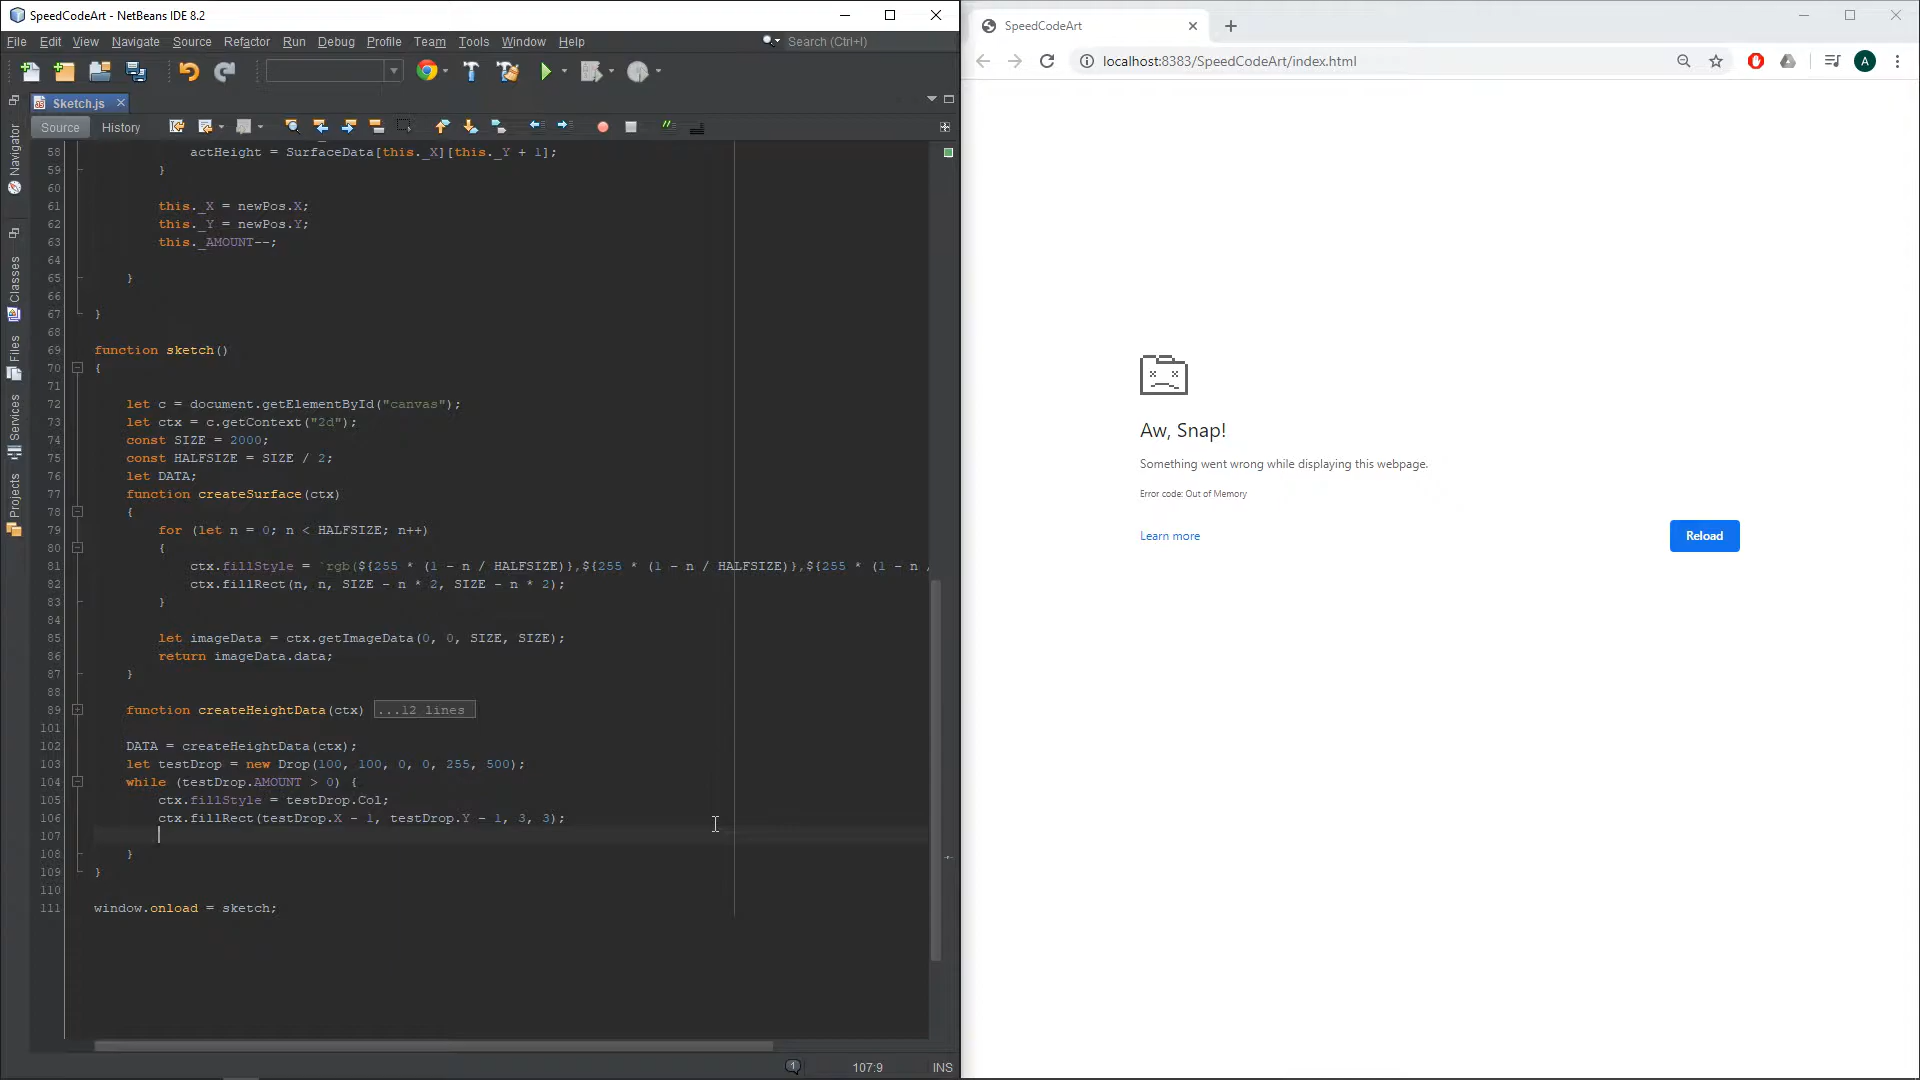 SpeedCodeArt - NetBeans IDE 8.2
File Edit View Navigate Source Refactor Run Debug Profile Team Tools Window Help
Search (Ctrl+I)
Sketch.js
Source History
Navigator
Classes
Files
Services
Projects
58 actHeight = SurfaceData[this._X][this._Y + 1];
59 }
60
61 this._X = newPos.X;
62 this._Y = newPos.Y;
63 this._AMOUNT--;
64
65 }
66
67 }
68
69 function sketch()
70 {
71
72 let c = document.getElementById("canvas");
73 let ctx = c.getContext("2d");
74 const SIZE = 2000;
75 const HALFSIZE = SIZE / 2;
76 let DATA;
77 function createSurface(ctx)
78 {
79 for (let n = 0; n < HALFSIZE; n++)
80 {
81 ctx.fillStyle = `rgb(${255 * (1 - n / HALFSIZE)},${255 * (1 - n / HALFSIZE)},${255 * (1 - n /
82 ctx.fillRect(n, n, SIZE - n * 2, SIZE - n * 2);
83 }
84
85 let imageData = ctx.getImageData(0, 0, SIZE, SIZE);
86 return imageData.data;
87 }
88
89 function createHeightData(ctx) ...12 lines
101
102 DATA = createHeightData(ctx);
103 let testDrop = new Drop(100, 100, 0, 0, 255, 500);
104 while (testDrop.AMOUNT > 0) {
105 ctx.fillStyle = testDrop.Col;
106 ctx.fillRect(testDrop.X - 1, testDrop.Y - 1, 3, 3);
107
108 }
109 }
110
111 window.onload = sketch;
1
107:9 INS
SpeedCodeArt
localhost:8383/SpeedCodeArt/index.html
A
Aw, Snap!
Something went wrong while displaying this webpage.
Error code: Out of Memory
Learn more
Reload